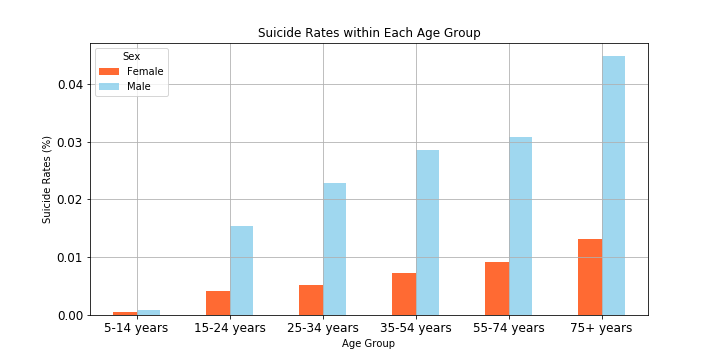 Suicide Rates within Each Age Group
Sex
Female
Male
Suicide Rates (%)
0.04
0.03
0.02
0.01
0.00
5-14 years
15-24 years
25-34 years
35-54 years
55-74 years
75+ years
Age Group